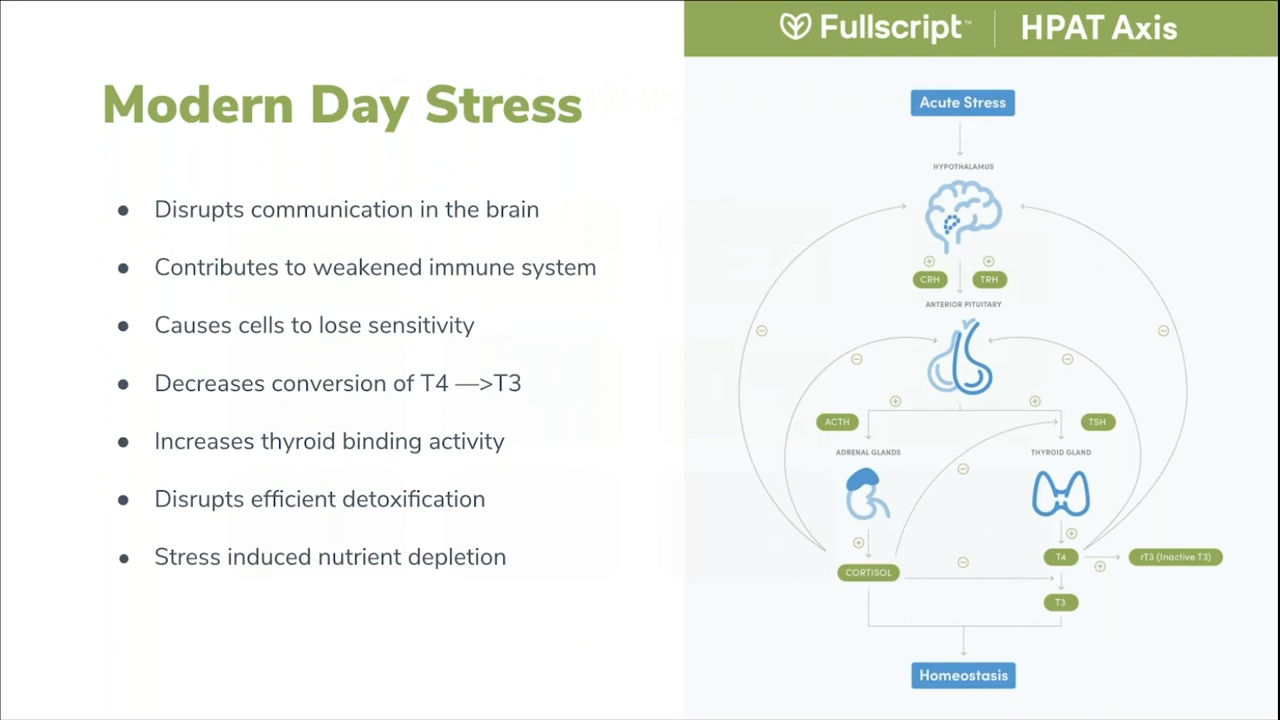 Modern Day Stress
● Disrupts communication in the brain
● Contributes to weakened immune system
● Causes cells to lose sensitivity
● Decreases conversion of T4 —>T3
● Increases thyroid binding activity
● Disrupts efficient detoxification
● Stress induced nutrient depletion
Fullscript™ | HPAT Axis
Acute Stress
HYPOTHALAMUS
CRH
TRH
ANTERIOR PITUITARY
ACTH
TSH
ADRENAL GLANDS
THYROID GLAND
T4
rT3 (Inactive T3)
CORTISOL
T3
Homeostasis